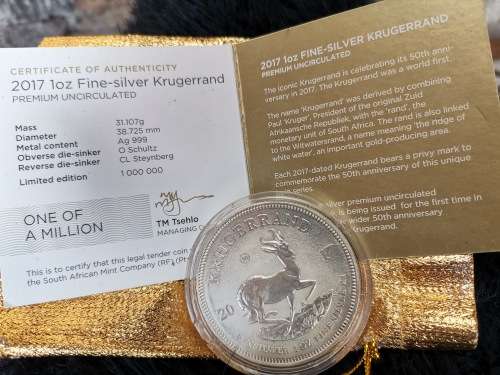 CERTIFICATE OF AUTHENTICITY
2017 1oz Fine-silver Krugerrand
PREMIUM UNCIRCULATED
Mass 31.107g
Diameter 38.725 mm
Metal content Ag 999
Obverse die-sinker O Schultz
Reverse die-sinker CL Steynberg
Limited edition 1 000 000
ONE OF
A MILLION
TM Tsehlo
MANAGING
This is to certify that this legal tender coin
the South African Mint Company (RF) (Pt
2017 1oz FINE-SILVER KRUGERRAND
PREMIUM UNCIRCULATED
The iconic Krugerrand is celebrating its 50th anni-
versary in 2017. The Krugerrand was a world first.
The name 'Krugerrand' was derived by combining
Paul 'Kruger', President of the original Zuid
Afrikaansche Republiek, with the 'rand', the
monetary unit of South Africa. The rand is also linked
to the Witwatersrand, a name meaning 'the ridge of
white water', an important gold-producing area.
Each 2017-dated Krugerrand bears a privy mark to
commemorate the 50th anniversary of this unique
series.
silver premium uncirculated
is being issued for the first time in
under 50th anniversary
Krugerrand.
KRUGERRAND
20